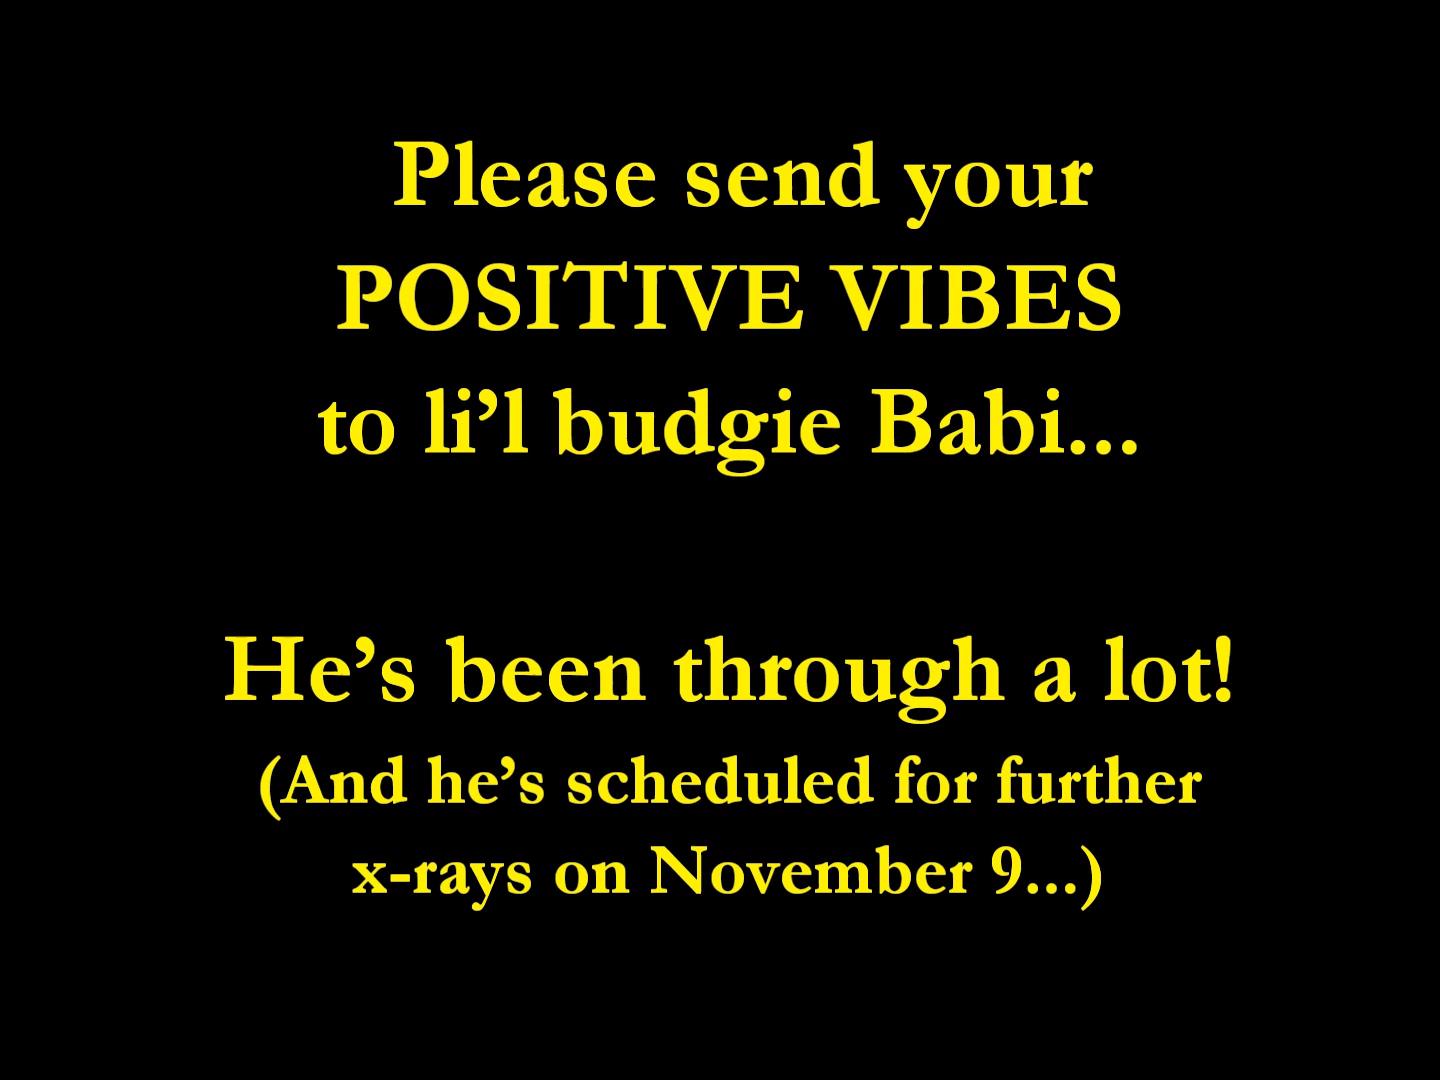 Please send your
POSITIVE VIBES
to li’l budgie Babi...
He’s been through a lot!
(And he’s scheduled for further
x-rays on November 9...)